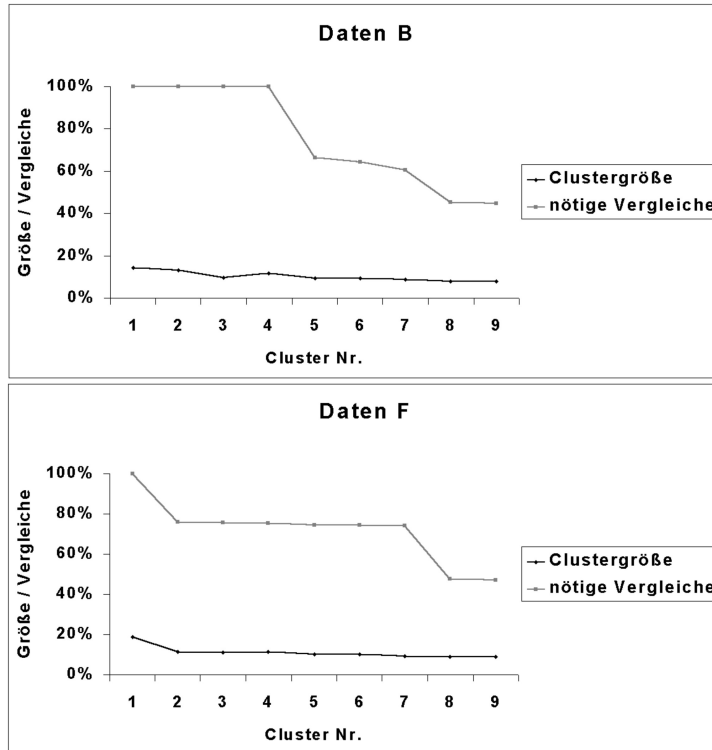 Daten B
Größe / Vergleiche
100%
80%
60%
40%
20%
0%
1 2 3 4 5 6 7 8 9
Cluster Nr.
Clustergröße
nötige Vergleiche
Daten F
Größe / Vergleiche
100%
80%
60%
40%
20%
0%
1 2 3 4 5 6 7 8 9
Cluster Nr.
Clustergröße
nötige Vergleiche